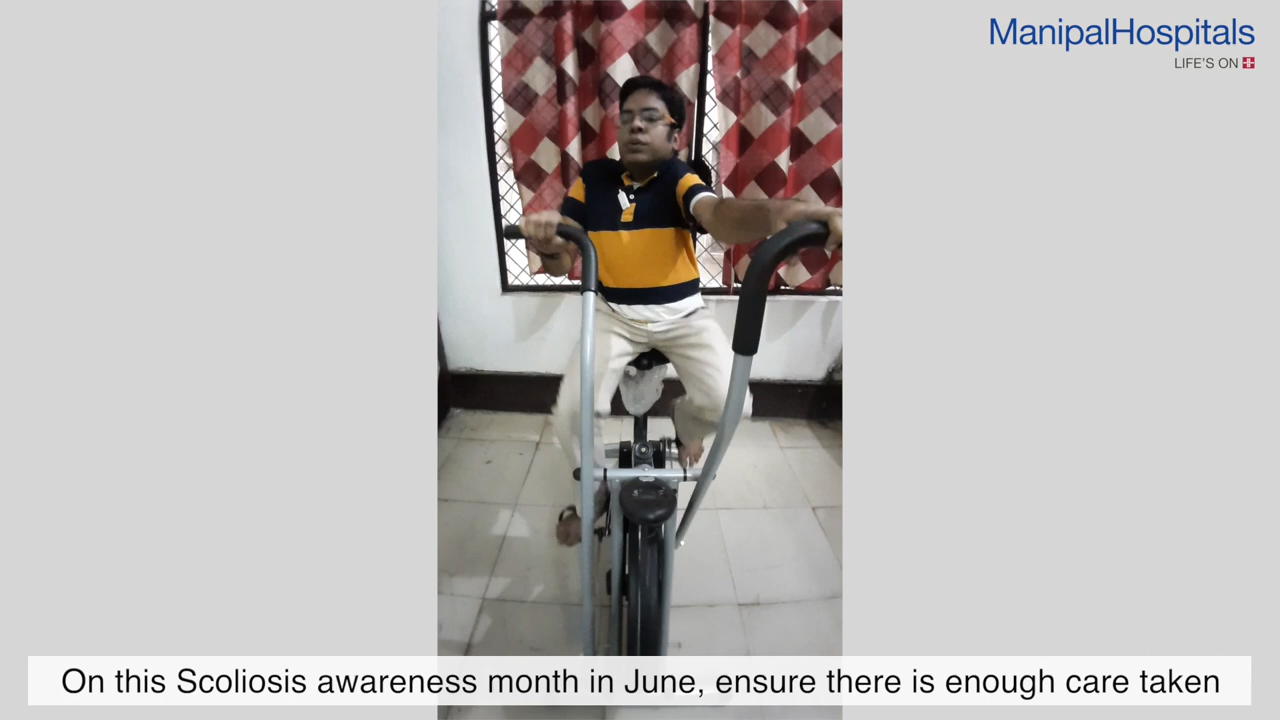 ManipalHospitals
LIFE'S ON
On this Scoliosis awareness month in June, ensure there is enough care taken